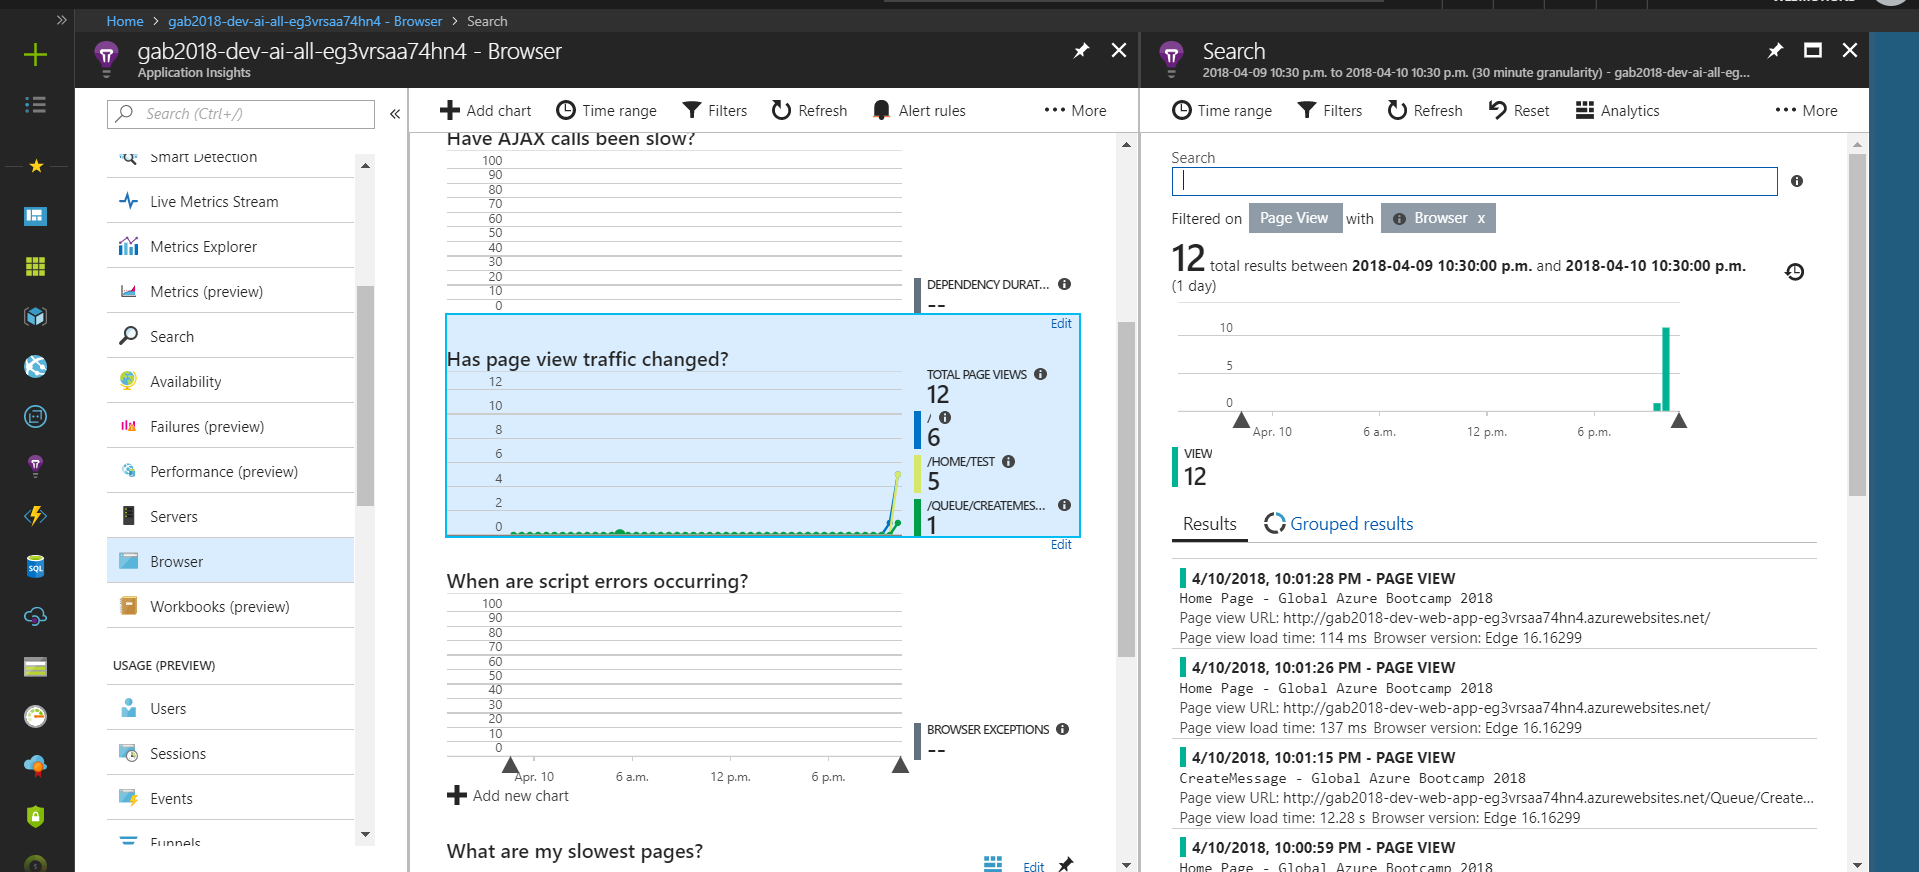 Home > gab2018-dev-ai-all-eg3vrsaa74hn4 - Browser > Search
gab2018-dev-ai-all-eg3vrsaa74hn4 - Browser
Application Insights
Search (Ctrl+/)
Smart Detection
Live Metrics Stream
Metrics Explorer
Metrics (preview)
Search
Availability
Failures (preview)
Performance (preview)
Servers
Browser
Workbooks (preview)
USAGE (PREVIEW)
Users
Sessions
Events
Funnels
SQL
Add chart Time range Filters Refresh Alert rules More
Have AJAX calls been slow?
100
90
80
70
60
50
40
30
20
10
0
DEPENDENCY DURAT...
--
Edit
Has page view traffic changed?
12
10
8
6
4
2
0
TOTAL PAGE VIEWS
12
/
6
/HOME/TEST
5
/QUEUE/CREATEMES...
1
Edit
When are script errors occurring?
100
90
80
70
60
50
40
30
20
10
0
BROWSER EXCEPTIONS
--
Apr. 10 6 a.m. 12 p.m. 6 p.m.
Add new chart
What are my slowest pages?
Edit
Search
2018-04-09 10:30 p.m. to 2018-04-10 10:30 p.m. (30 minute granularity) - gab2018-dev-ai-all-eg...
Time range Filters Refresh Reset Analytics More
Search
Filtered on Page View with Browser x
12 total results between 2018-04-09 10:30:00 p.m. and 2018-04-10 10:30:00 p.m.
(1 day)
10
5
0
Apr. 10 6 a.m. 12 p.m. 6 p.m.
VIEW
12
Results Grouped results
4/10/2018, 10:01:28 PM - PAGE VIEW
Home Page - Global Azure Bootcamp 2018
Page view URL: http://gab2018-dev-web-app-eg3vrsaa74hn4.azurewebsites.net/
Page view load time: 114 ms Browser version: Edge 16.16299
4/10/2018, 10:01:26 PM - PAGE VIEW
Home Page - Global Azure Bootcamp 2018
Page view URL: http://gab2018-dev-web-app-eg3vrsaa74hn4.azurewebsites.net/
Page view load time: 137 ms Browser version: Edge 16.16299
4/10/2018, 10:01:15 PM - PAGE VIEW
CreateMessage - Global Azure Bootcamp 2018
Page view URL: http://gab2018-dev-web-app-eg3vrsaa74hn4.azurewebsites.net/Queue/Create...
Page view load time: 12.28 s Browser version: Edge 16.16299
4/10/2018, 10:00:59 PM - PAGE VIEW
Home Page - Global Azure Bootcamp 2018